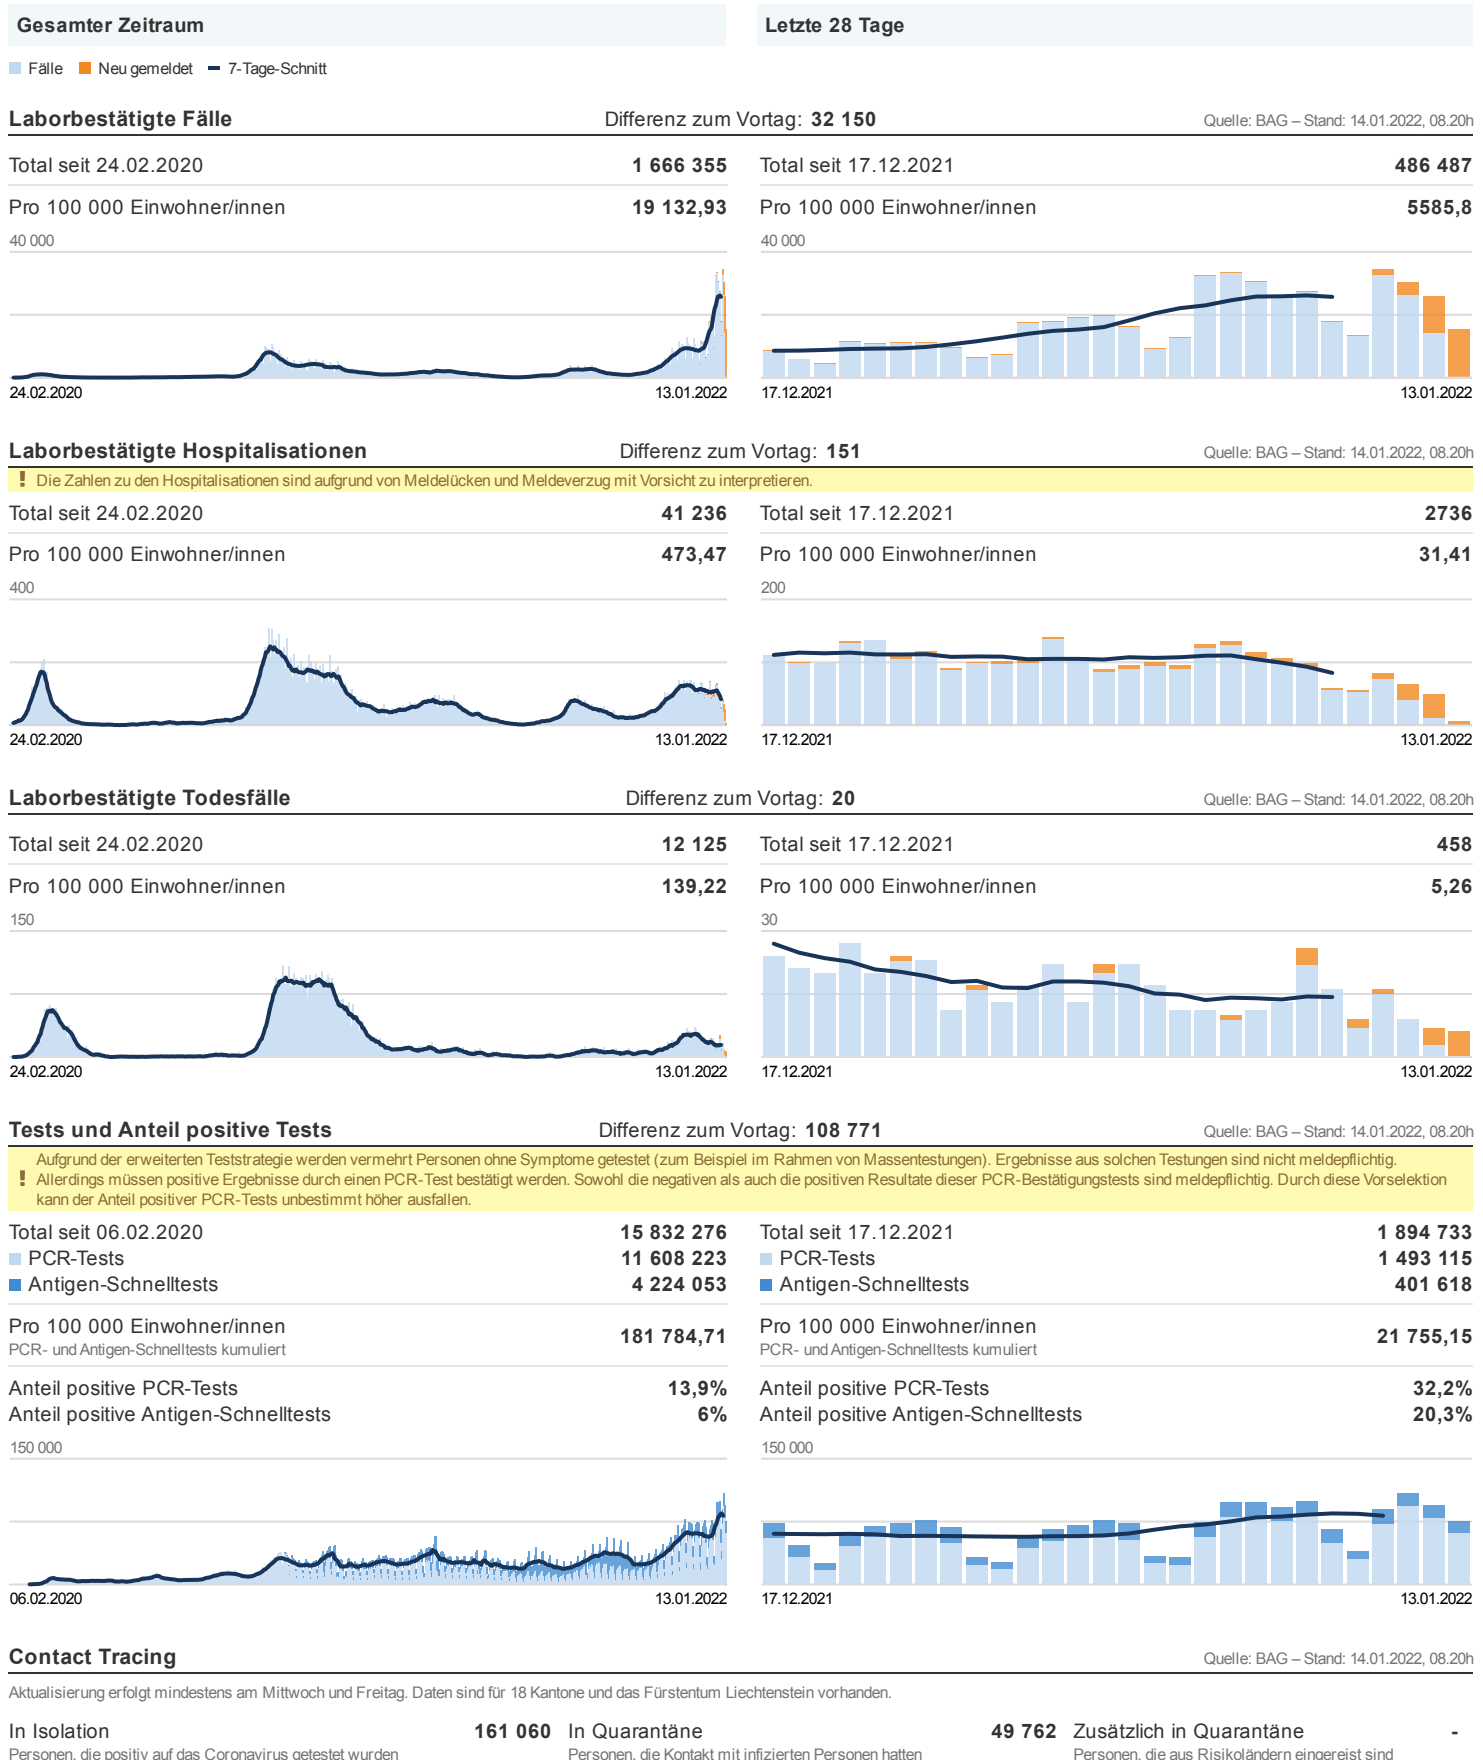 Gesamter Zeitraum
Letzte 28 Tage
Fälle Neu gemeldet 7-Tage-Schnitt
Laborbestätigte Fälle Differenz zum Vortag: 32 150 Quelle: BAG – Stand: 14.01.2022, 08.20h
Total seit 24.02.2020 1 666 355 Total seit 17.12.2021 486 487
Pro 100 000 Einwohner/innen 19 132,93 Pro 100 000 Einwohner/innen 5585,8
40 000 40 000
24.02.2020 13.01.2022 17.12.2021 13.01.2022
Laborbestätigte Hospitalisationen Differenz zum Vortag: 151 Quelle: BAG – Stand: 14.01.2022, 08.20h
! Die Zahlen zu den Hospitalisationen sind aufgrund von Meldelücken und Meldeverzug mit Vorsicht zu interpretieren.
Total seit 24.02.2020 41 236 Total seit 17.12.2021 2736
Pro 100 000 Einwohner/innen 473,47 Pro 100 000 Einwohner/innen 31,41
400 200
24.02.2020 13.01.2022 17.12.2021 13.01.2022
Laborbestätigte Todesfälle Differenz zum Vortag: 20 Quelle: BAG – Stand: 14.01.2022, 08.20h
Total seit 24.02.2020 12 125 Total seit 17.12.2021 458
Pro 100 000 Einwohner/innen 139,22 Pro 100 000 Einwohner/innen 5,26
150 30
24.02.2020 13.01.2022 17.12.2021 13.01.2022
Tests und Anteil positive Tests Differenz zum Vortag: 108 771 Quelle: BAG – Stand: 14.01.2022, 08.20h
Aufgrund der erweiterten Teststrategie werden vermehrt Personen ohne Symptome getestet (zum Beispiel im Rahmen von Massentestungen). Ergebnisse aus solchen Testungen sind nicht meldepflichtig.
! Allerdings müssen positive Ergebnisse durch einen PCR-Test bestätigt werden. Sowohl die negativen als auch die positiven Resultate dieser PCR-Bestätigungstests sind meldepflichtig. Durch diese Vorselektion
kann der Anteil positiver PCR-Tests unbestimmt höher ausfallen.
Total seit 06.02.2020 15 832 276 Total seit 17.12.2021 1 894 733
PCR-Tests 11 608 223 PCR-Tests 1 493 115
Antigen-Schnelltests 4 224 053 Antigen-Schnelltests 401 618
Pro 100 000 Einwohner/innen 181 784,71 Pro 100 000 Einwohner/innen 21 755,15
PCR- und Antigen-Schnelltests kumuliert PCR- und Antigen-Schnelltests kumuliert
Anteil positive PCR-Tests 13,9% Anteil positive PCR-Tests 32,2%
Anteil positive Antigen-Schnelltests 6% Anteil positive Antigen-Schnelltests 20,3%
150 000 150 000
06.02.2020 13.01.2022 17.12.2021 13.01.2022
Contact Tracing Quelle: BAG – Stand: 14.01.2022, 08.20h
Aktualisierung erfolgt mindestens am Mittwoch und Freitag. Daten sind für 18 Kantone und das Fürstentum Liechtenstein vorhanden.
In Isolation 161 060 In Quarantäne 49 762 Zusätzlich in Quarantäne -
Personen, die positiv auf das Coronavirus getestet wurden Personen, die Kontakt mit infizierten Personen hatten Personen, die aus Risikoländern eingereist sind